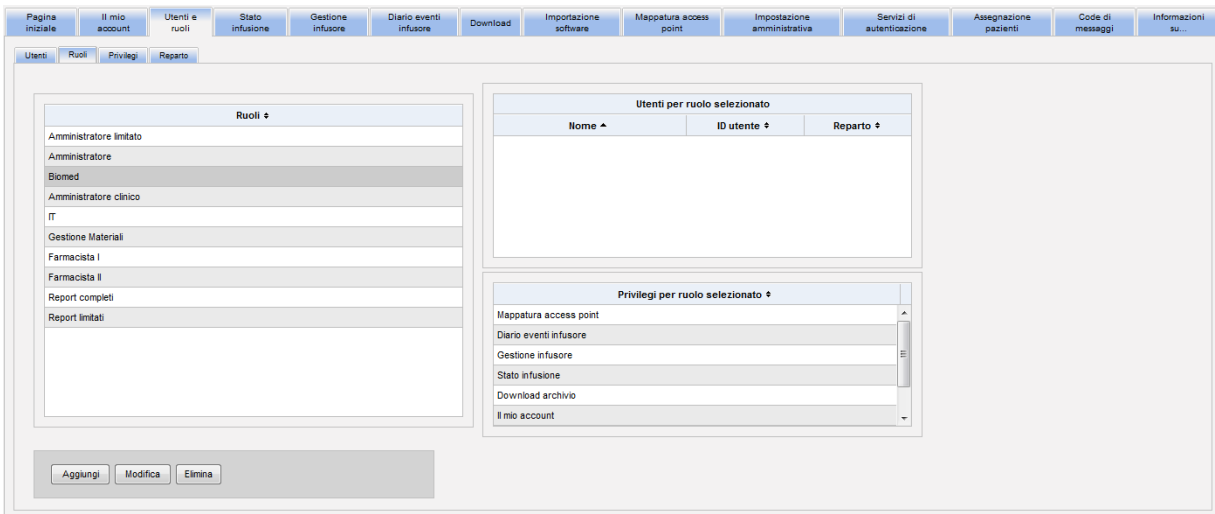 Pagina iniziale
Il mio account
Utenti e ruoli
Stato infusione
Gestione infusore
Diario eventi infusore
Download
Importazione software
Mappatura access point
Impostazione amministrativa
Servizi di autenticazione
Assegnazione pazienti
Code di messaggi
Informazioni su...
Utenti
Ruoli
Privilegi
Reparto
Ruoli
Amministratore limitato
Amministratore
Biomed
Amministratore clinico
IT
Gestione Materiali
Farmacista I
Farmacista II
Report completi
Report limitati
Utenti per ruolo selezionato
Nome
ID utente
Reparto
Privilegi per ruolo selezionato
Mappatura access point
Diario eventi infusore
Gestione infusore
Stato infusione
Download archivio
Il mio account
Aggiungi
Modifica
Elimina